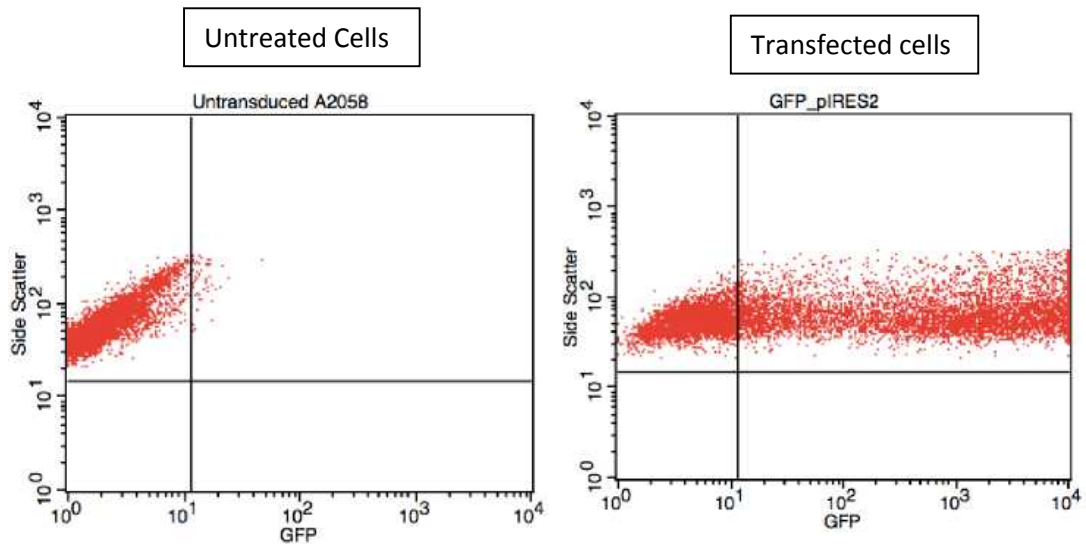 Untreated Cells
Transfected cells
Untransduced A2058
GFP_pIRES2
10^4
10^3
10^2
10^1
10^0
Side Scatter
10^0 10^1 10^2 10^3 10^4
GFP
10^4
10^3
10^2
10^1
10^0
Side Scatter
10^0 10^1 10^2 10^3 10^4
GFP